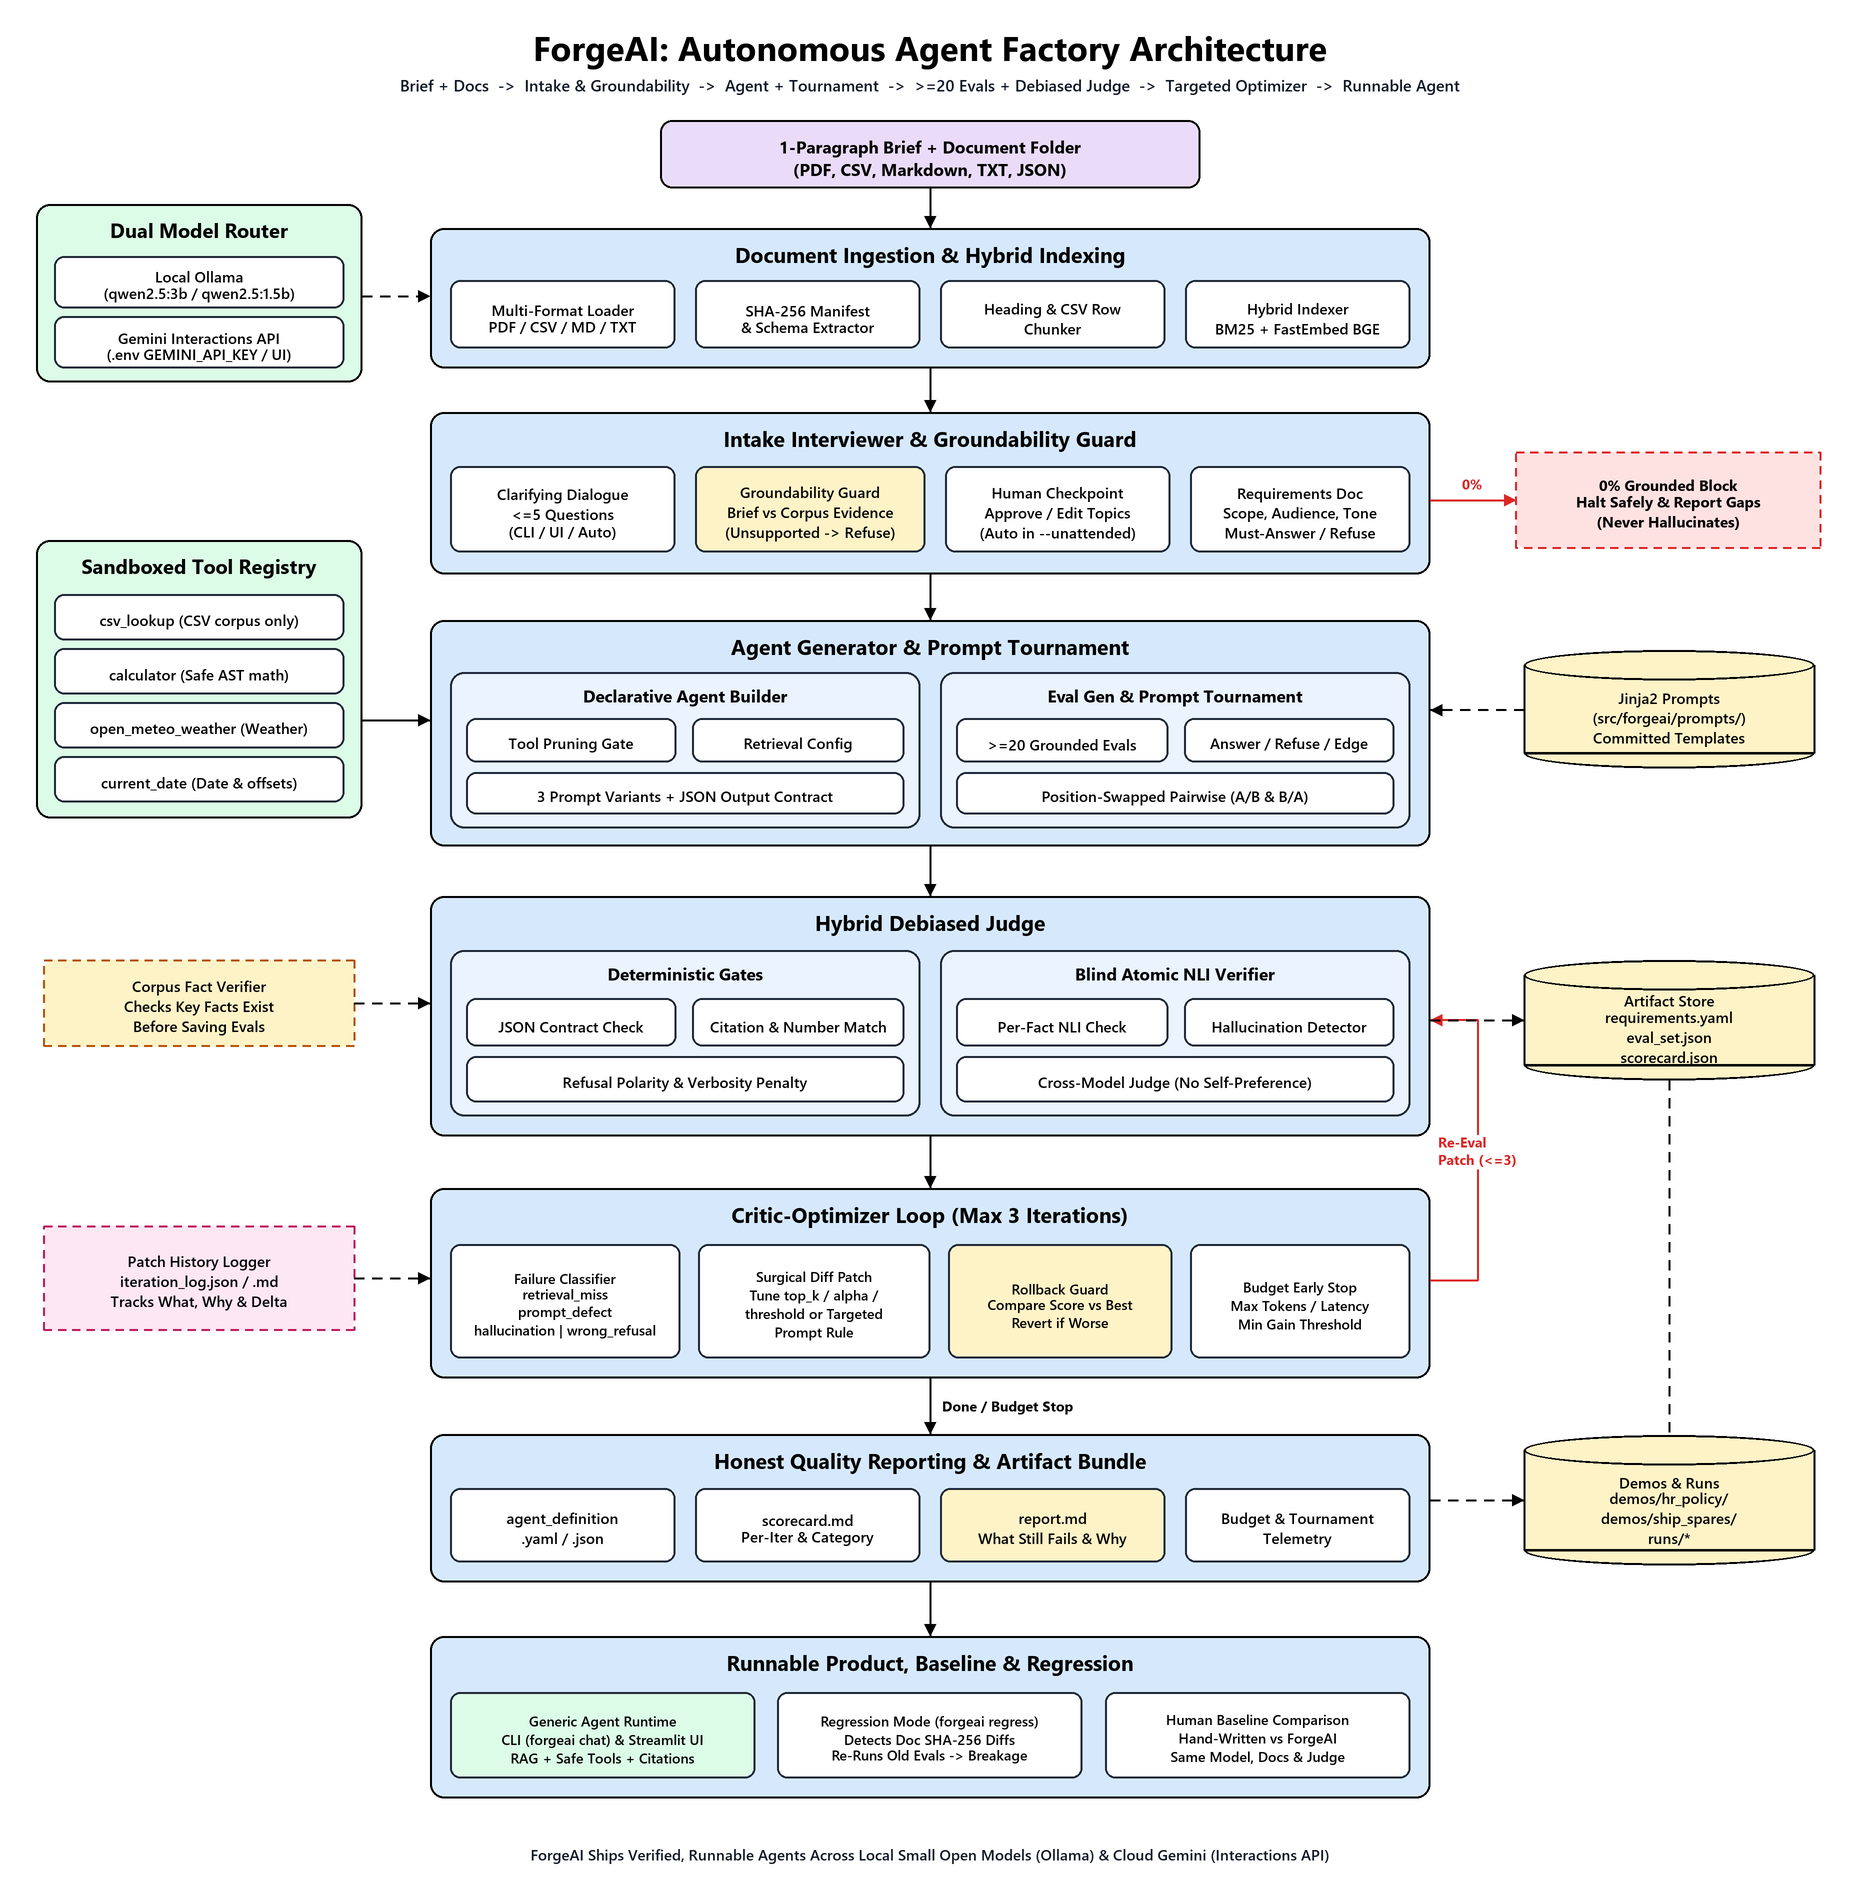 ForgeAI: Autonomous Agent Factory Architecture
Brief + Docs -> Intake & Groundability -> Agent + Tournament -> >=20 Evals + Debiased Judge -> Targeted Optimizer -> Runnable Agent
1-Paragraph Brief + Document Folder
(PDF, CSV, Markdown, TXT, JSON)
Dual Model Router
Local Ollama
(qwen2.5:3b / qwen2.5:1.5b)
Gemini Interactions API
(.env GEMINI_API_KEY / UI)
Document Ingestion & Hybrid Indexing
Multi-Format Loader
PDF / CSV / MD / TXT
SHA-256 Manifest
& Schema Extractor
Heading & CSV Row
Chunker
Hybrid Indexer
BM25 + FastEmbed BGE
Intake Interviewer & Groundability Guard
Clarifying Dialogue
<=5 Questions
(CLI / UI / Auto)
Groundability Guard
Brief vs Corpus Evidence
(Unsupported -> Refuse)
Human Checkpoint
Approve / Edit Topics
(Auto in --unattended)
Requirements Doc
Scope, Audience, Tone
Must-Answer / Refuse
0%
0% Grounded Block
Halt Safely & Report Gaps
(Never Hallucinates)
Sandboxed Tool Registry
csv_lookup (CSV corpus only)
calculator (Safe AST math)
open_meteo_weather (Weather)
current_date (Date & offsets)
Agent Generator & Prompt Tournament
Declarative Agent Builder
Tool Pruning Gate
Retrieval Config
3 Prompt Variants + JSON Output Contract
Eval Gen & Prompt Tournament
>=20 Grounded Evals
Answer / Refuse / Edge
Position-Swapped Pairwise (A/B & B/A)
Jinja2 Prompts
(src/forgeai/prompts/)
Committed Templates
Hybrid Debiased Judge
Deterministic Gates
JSON Contract Check
Citation & Number Match
Refusal Polarity & Verbosity Penalty
Blind Atomic NLI Verifier
Per-Fact NLI Check
Hallucination Detector
Cross-Model Judge (No Self-Preference)
Corpus Fact Verifier
Checks Key Facts Exist
Before Saving Evals
Artifact Store
requirements.yaml
eval_set.json
scorecard.json
Re-Eval
Patch (<=3)
Critic-Optimizer Loop (Max 3 Iterations)
Failure Classifier
retrieval_miss
prompt_defect
hallucination | wrong_refusal
Surgical Diff Patch
Tune top_k / alpha /
threshold or Targeted
Prompt Rule
Rollback Guard
Compare Score vs Best
Revert if Worse
Budget Early Stop
Max Tokens / Latency
Min Gain Threshold
Patch History Logger
iteration_log.json / .md
Tracks What, Why & Delta
Done / Budget Stop
Honest Quality Reporting & Artifact Bundle
agent_definition
.yaml / .json
scorecard.md
Per-Iter & Category
report.md
What Still Fails & Why
Budget & Tournament
Telemetry
Demos & Runs
demos/hr_policy/
demos/ship_spares/
runs/*
Runnable Product, Baseline & Regression
Generic Agent Runtime
CLI (forgeai chat) & Streamlit UI
RAG + Safe Tools + Citations
Regression Mode (forgeai regress)
Detects Doc SHA-256 Diffs
Re-Runs Old Evals -> Breakage
Human Baseline Comparison
Hand-Written vs ForgeAI
Same Model, Docs & Judge
ForgeAI Ships Verified, Runnable Agents Across Local Small Open Models (Ollama) & Cloud Gemini (Interactions API)